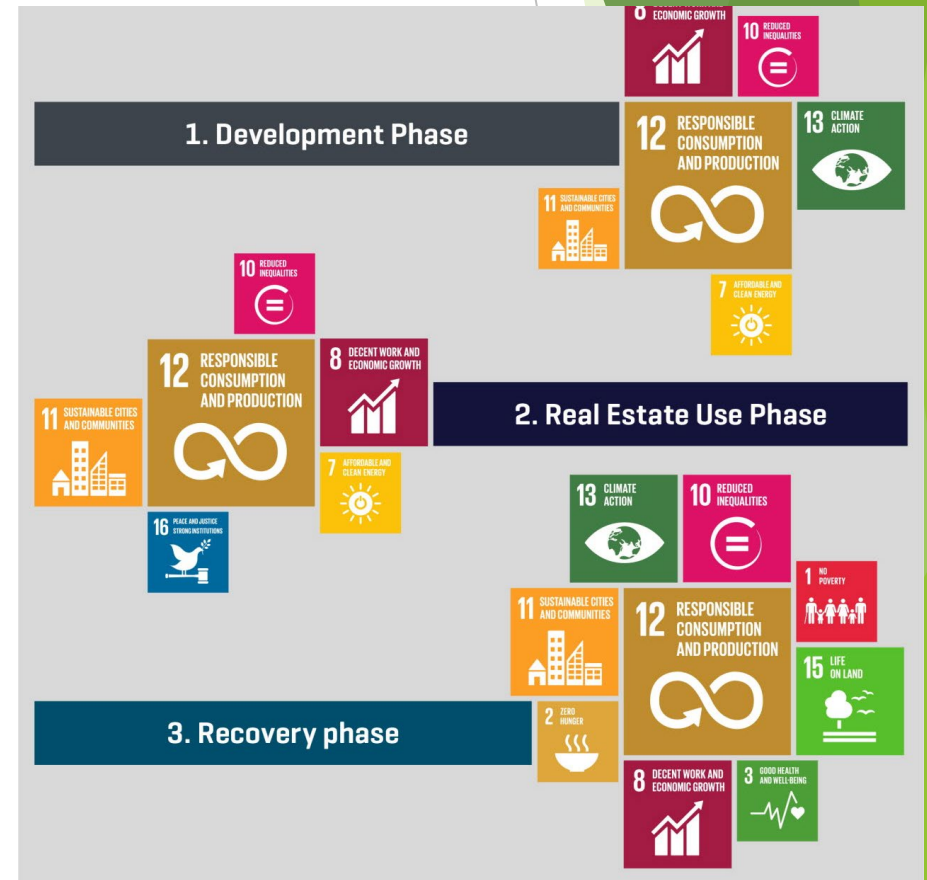 8 ECONOMIC GROWTH
10 REDUCED
INEQUALITIES
1. Development Phase
12 RESPONSIBLE
CONSUMPTION
AND PRODUCTION
13 CLIMATE
ACTION
11 SUSTAINABLE CITIES
AND COMMUNITIES
7 AFFORDABLE AND
CLEAN ENERGY
10 REDUCED
INEQUALITIES
12 RESPONSIBLE
CONSUMPTION
AND PRODUCTION
8 DECENT WORK AND
ECONOMIC GROWTH
11 SUSTAINABLE CITIES
AND COMMUNITIES
2. Real Estate Use Phase
7 AFFORDABLE AND
CLEAN ENERGY
16 PEACE AND JUSTICE
STRONG INSTITUTIONS
13 CLIMATE
ACTION
10 REDUCED
INEQUALITIES
1 NO
POVERTY
11 SUSTAINABLE CITIES
AND COMMUNITIES
12 RESPONSIBLE
CONSUMPTION
AND PRODUCTION
15 LIFE
ON LAND
3. Recovery phase
2 ZERO
HUNGER
8 DECENT WORK AND
ECONOMIC GROWTH
3 GOOD HEALTH
AND WELL-BEING